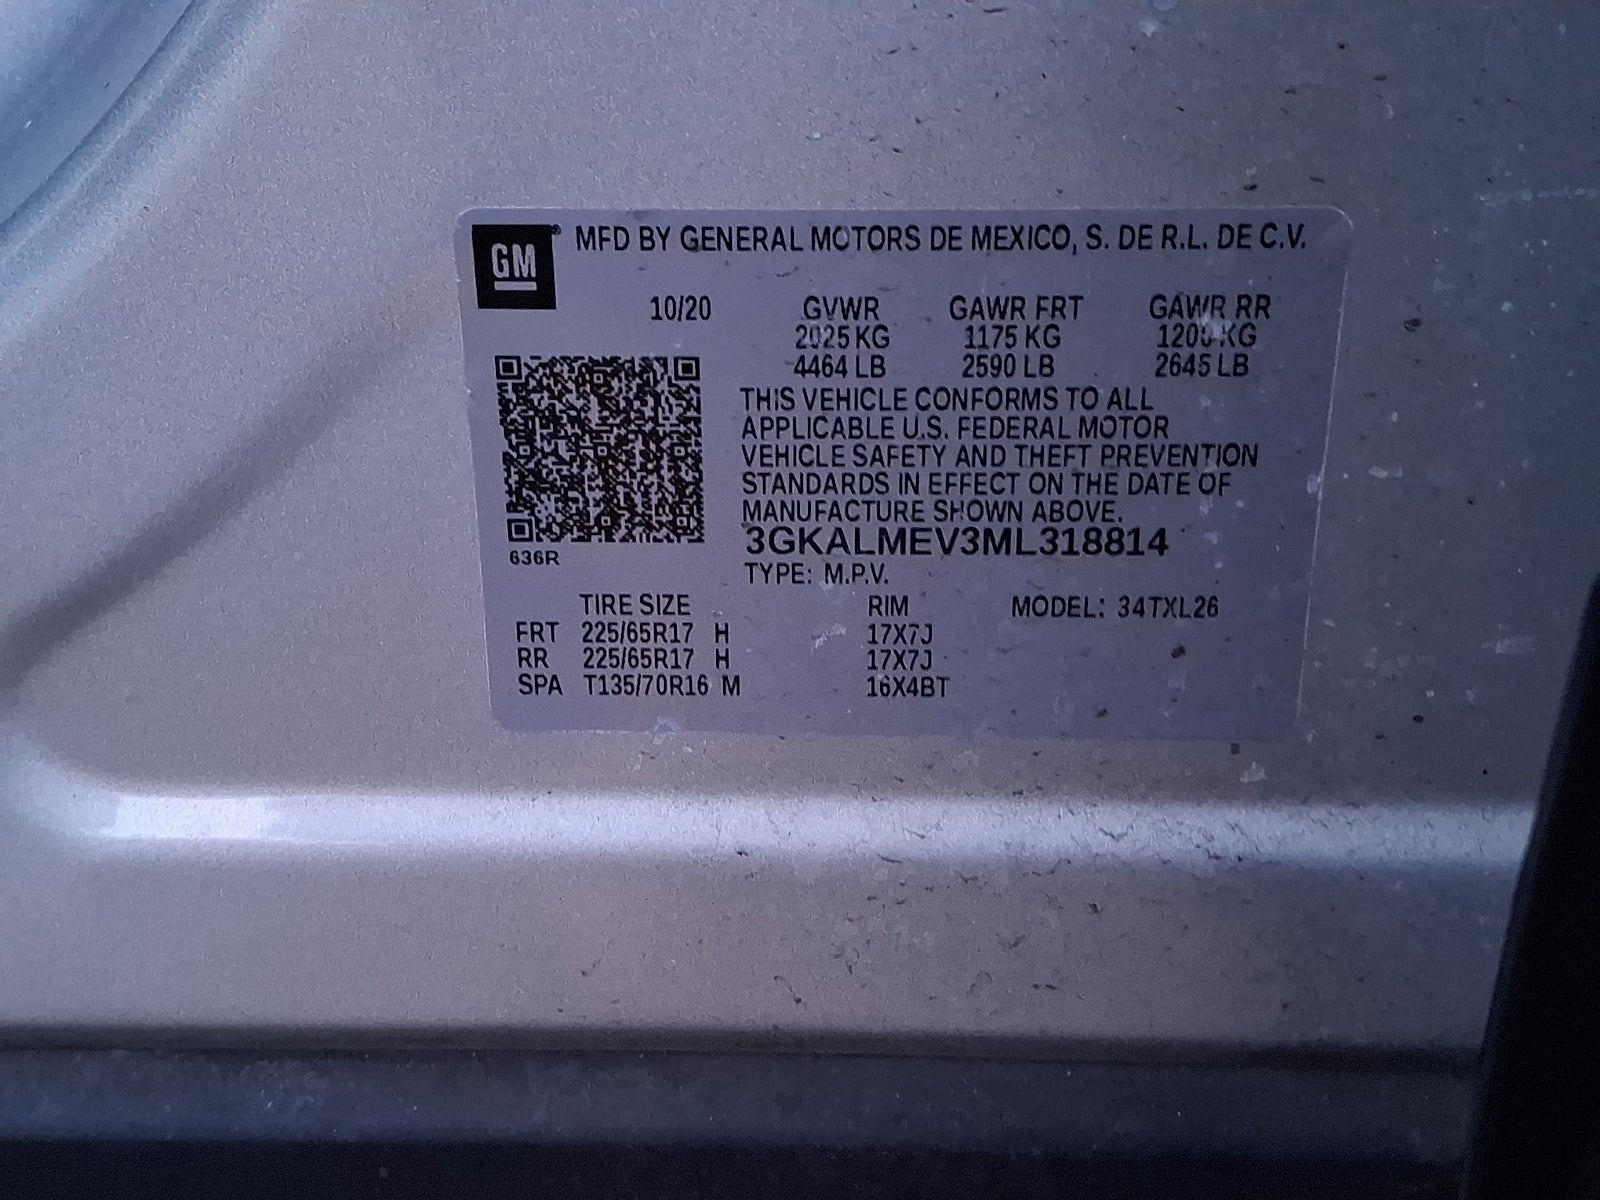 GM® MFD BY GENERAL MOTORS DE MEXICO, S. DE R.L. DE C.V.
10/20 GVWR GAWR FRT GAWR RR
2025 KG 1175 KG 1200 KG
4464 LB 2590 LB 2645 LB
THIS VEHICLE CONFORMS TO ALL
APPLICABLE U.S. FEDERAL MOTOR
VEHICLE SAFETY AND THEFT PREVENTION
STANDARDS IN EFFECT ON THE DATE OF
MANUFACTURE SHOWN ABOVE.
3GKALMEV3ML318814
636R
TYPE: M.P.V.
TIRE SIZE RIM MODEL: 34TXL26
FRT 225/65R17 H 17X7J
RR 225/65R17 H 17X7J
SPA T135/70R16 M 16X4BT